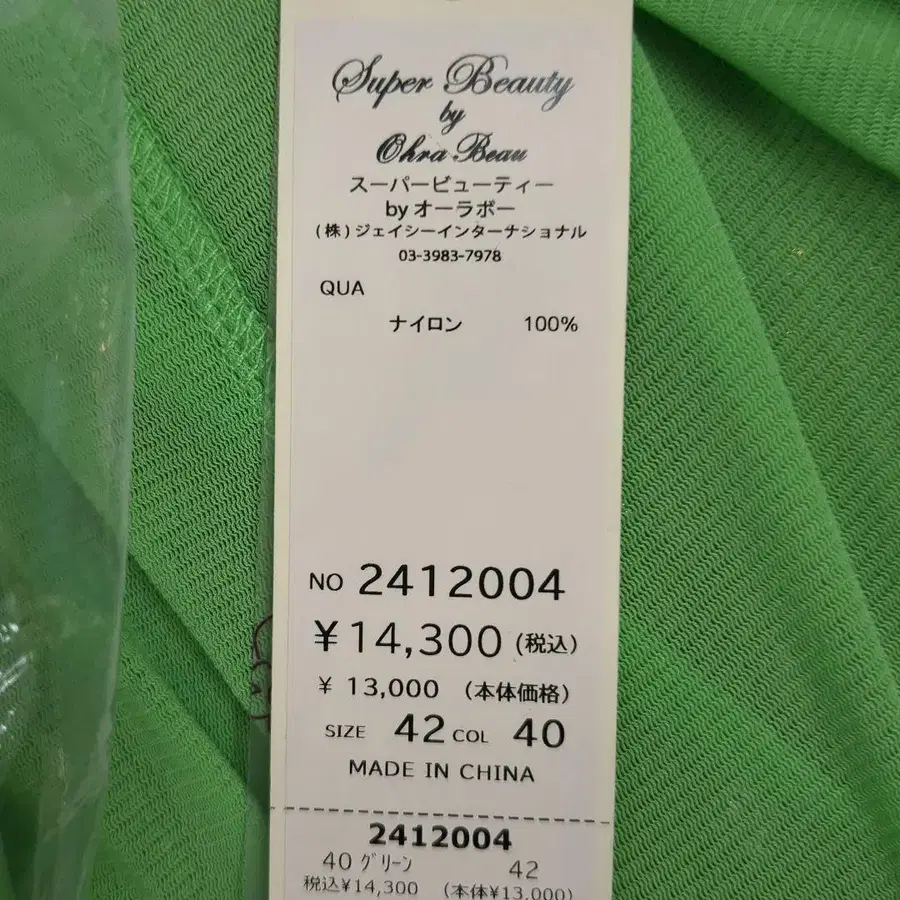 Super Beauty
by
Ohra Beau
スーパービューティー
by オーラボー
(株)ジェイシーインターナショナル
03-3983-7978
QUA
ナイロン 100%
NO 2412004
¥14,300 (税込)
¥ 13,000 (本体価格)
SIZE 42 COL 40
MADE IN CHINA
2412004
40 グリーン 42
税込¥14,300 (本体¥13,000)